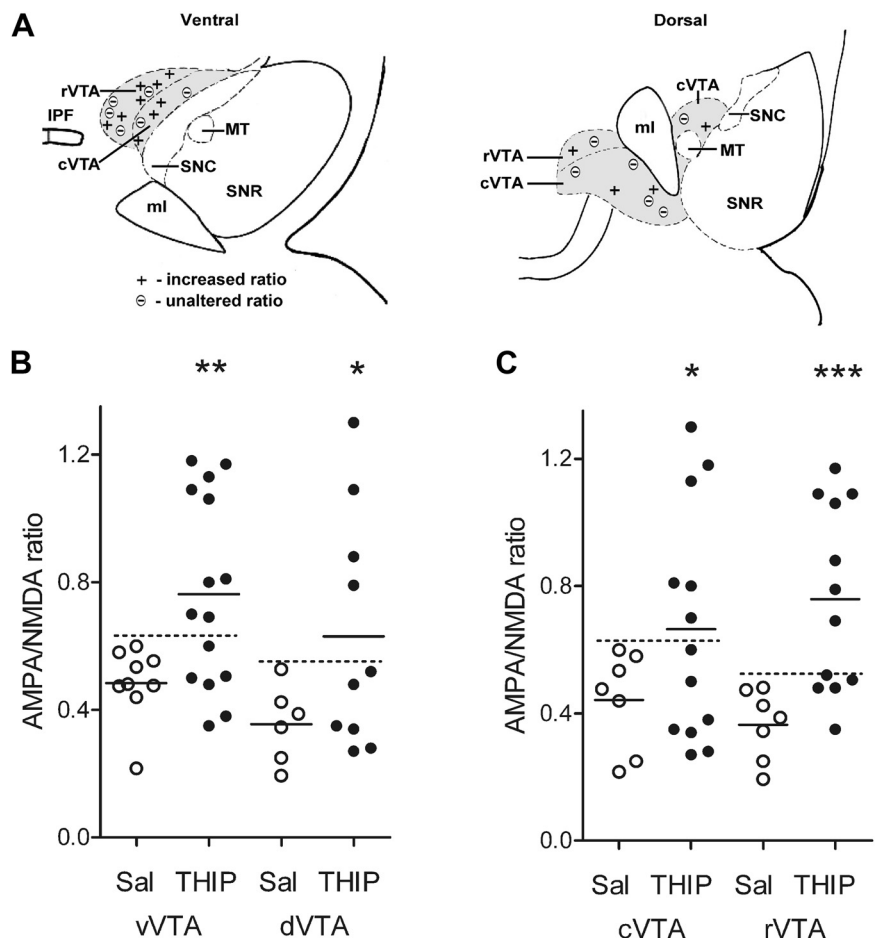 A
Ventral
Dorsal
rVTA
IPF
cVTA
MT
SNC
SNR
ml
+ - increased ratio
⊖ - unaltered ratio
cVTA
SNC
ml
MT
rVTA
cVTA
SNR
B
** *
AMPA/NMDA ratio
1.2
0.8
0.4
0.0
Sal THIP Sal THIP
vVTA dVTA
C
* ***
AMPA/NMDA ratio
1.2
0.8
0.4
0.0
Sal THIP Sal THIP
cVTA rVTA